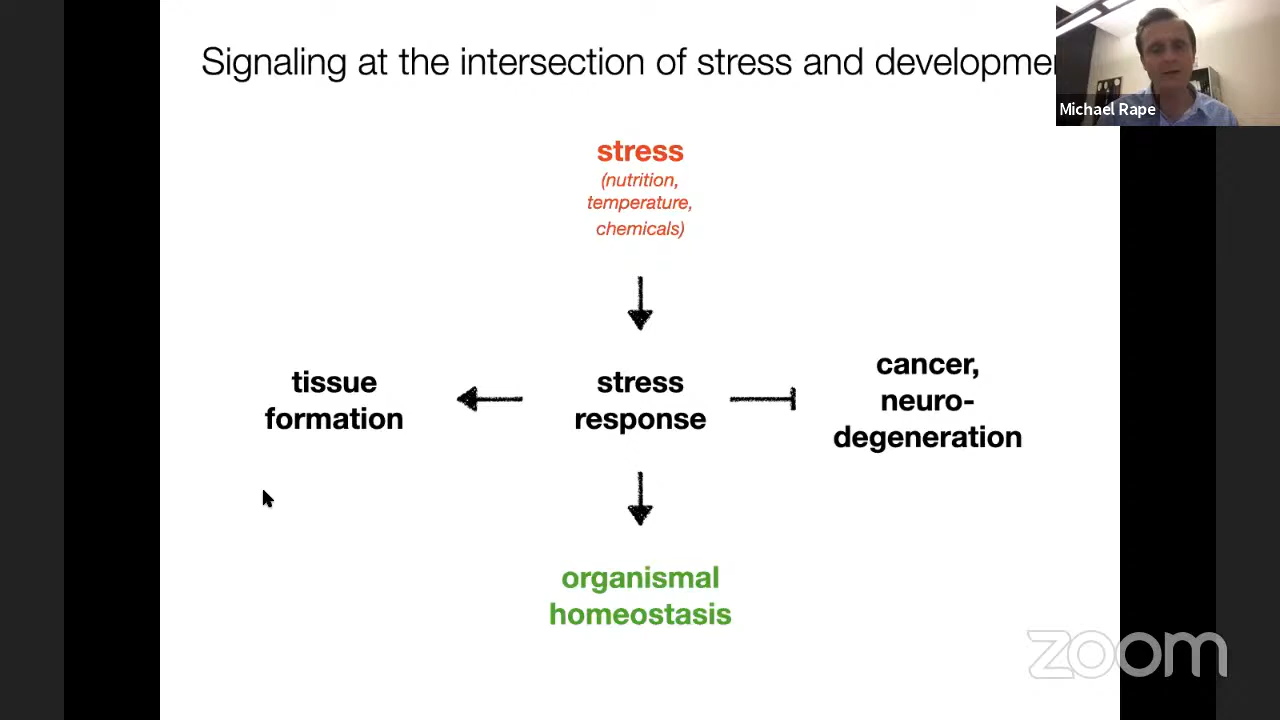 Signaling at the intersection of stress and developmen
Michael Rape
stress
(nutrition,
temperature,
chemicals)
tissue
formation
stress
response
cancer,
neuro-
degeneration
organismal
homeostasis
zoom